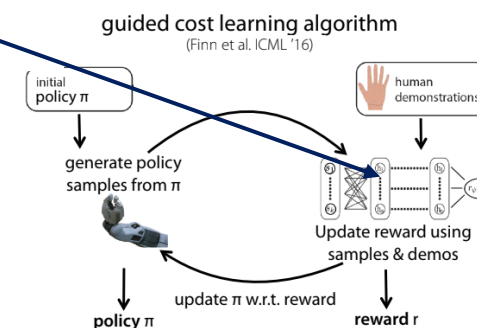 guided cost learning algorithm
(Finn et al. ICML '16)
initial
policy π
human
demonstrations
generate policy
samples from π
Update reward using
samples & demos
update π w.r.t. reward
policy π
reward r